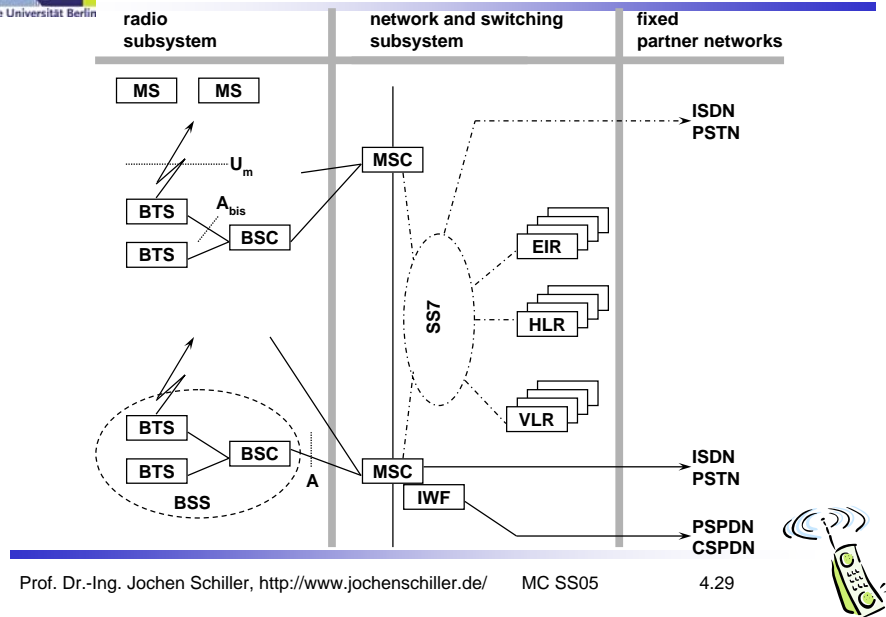 Universität Berlin
radio
subsystem
network and switching
subsystem
fixed
partner networks
MS
MS
ISDN
PSTN
MSC
Um
Abis
BTS
BSC
BTS
EIR
SS7
HLR
VLR
BTS
BSC
BTS
BSS
A
MSC
IWF
ISDN
PSTN
PSPDN
CSPDN
Prof. Dr.-Ing. Jochen Schiller, http://www.jochenschiller.de/ MC SS05 4.29